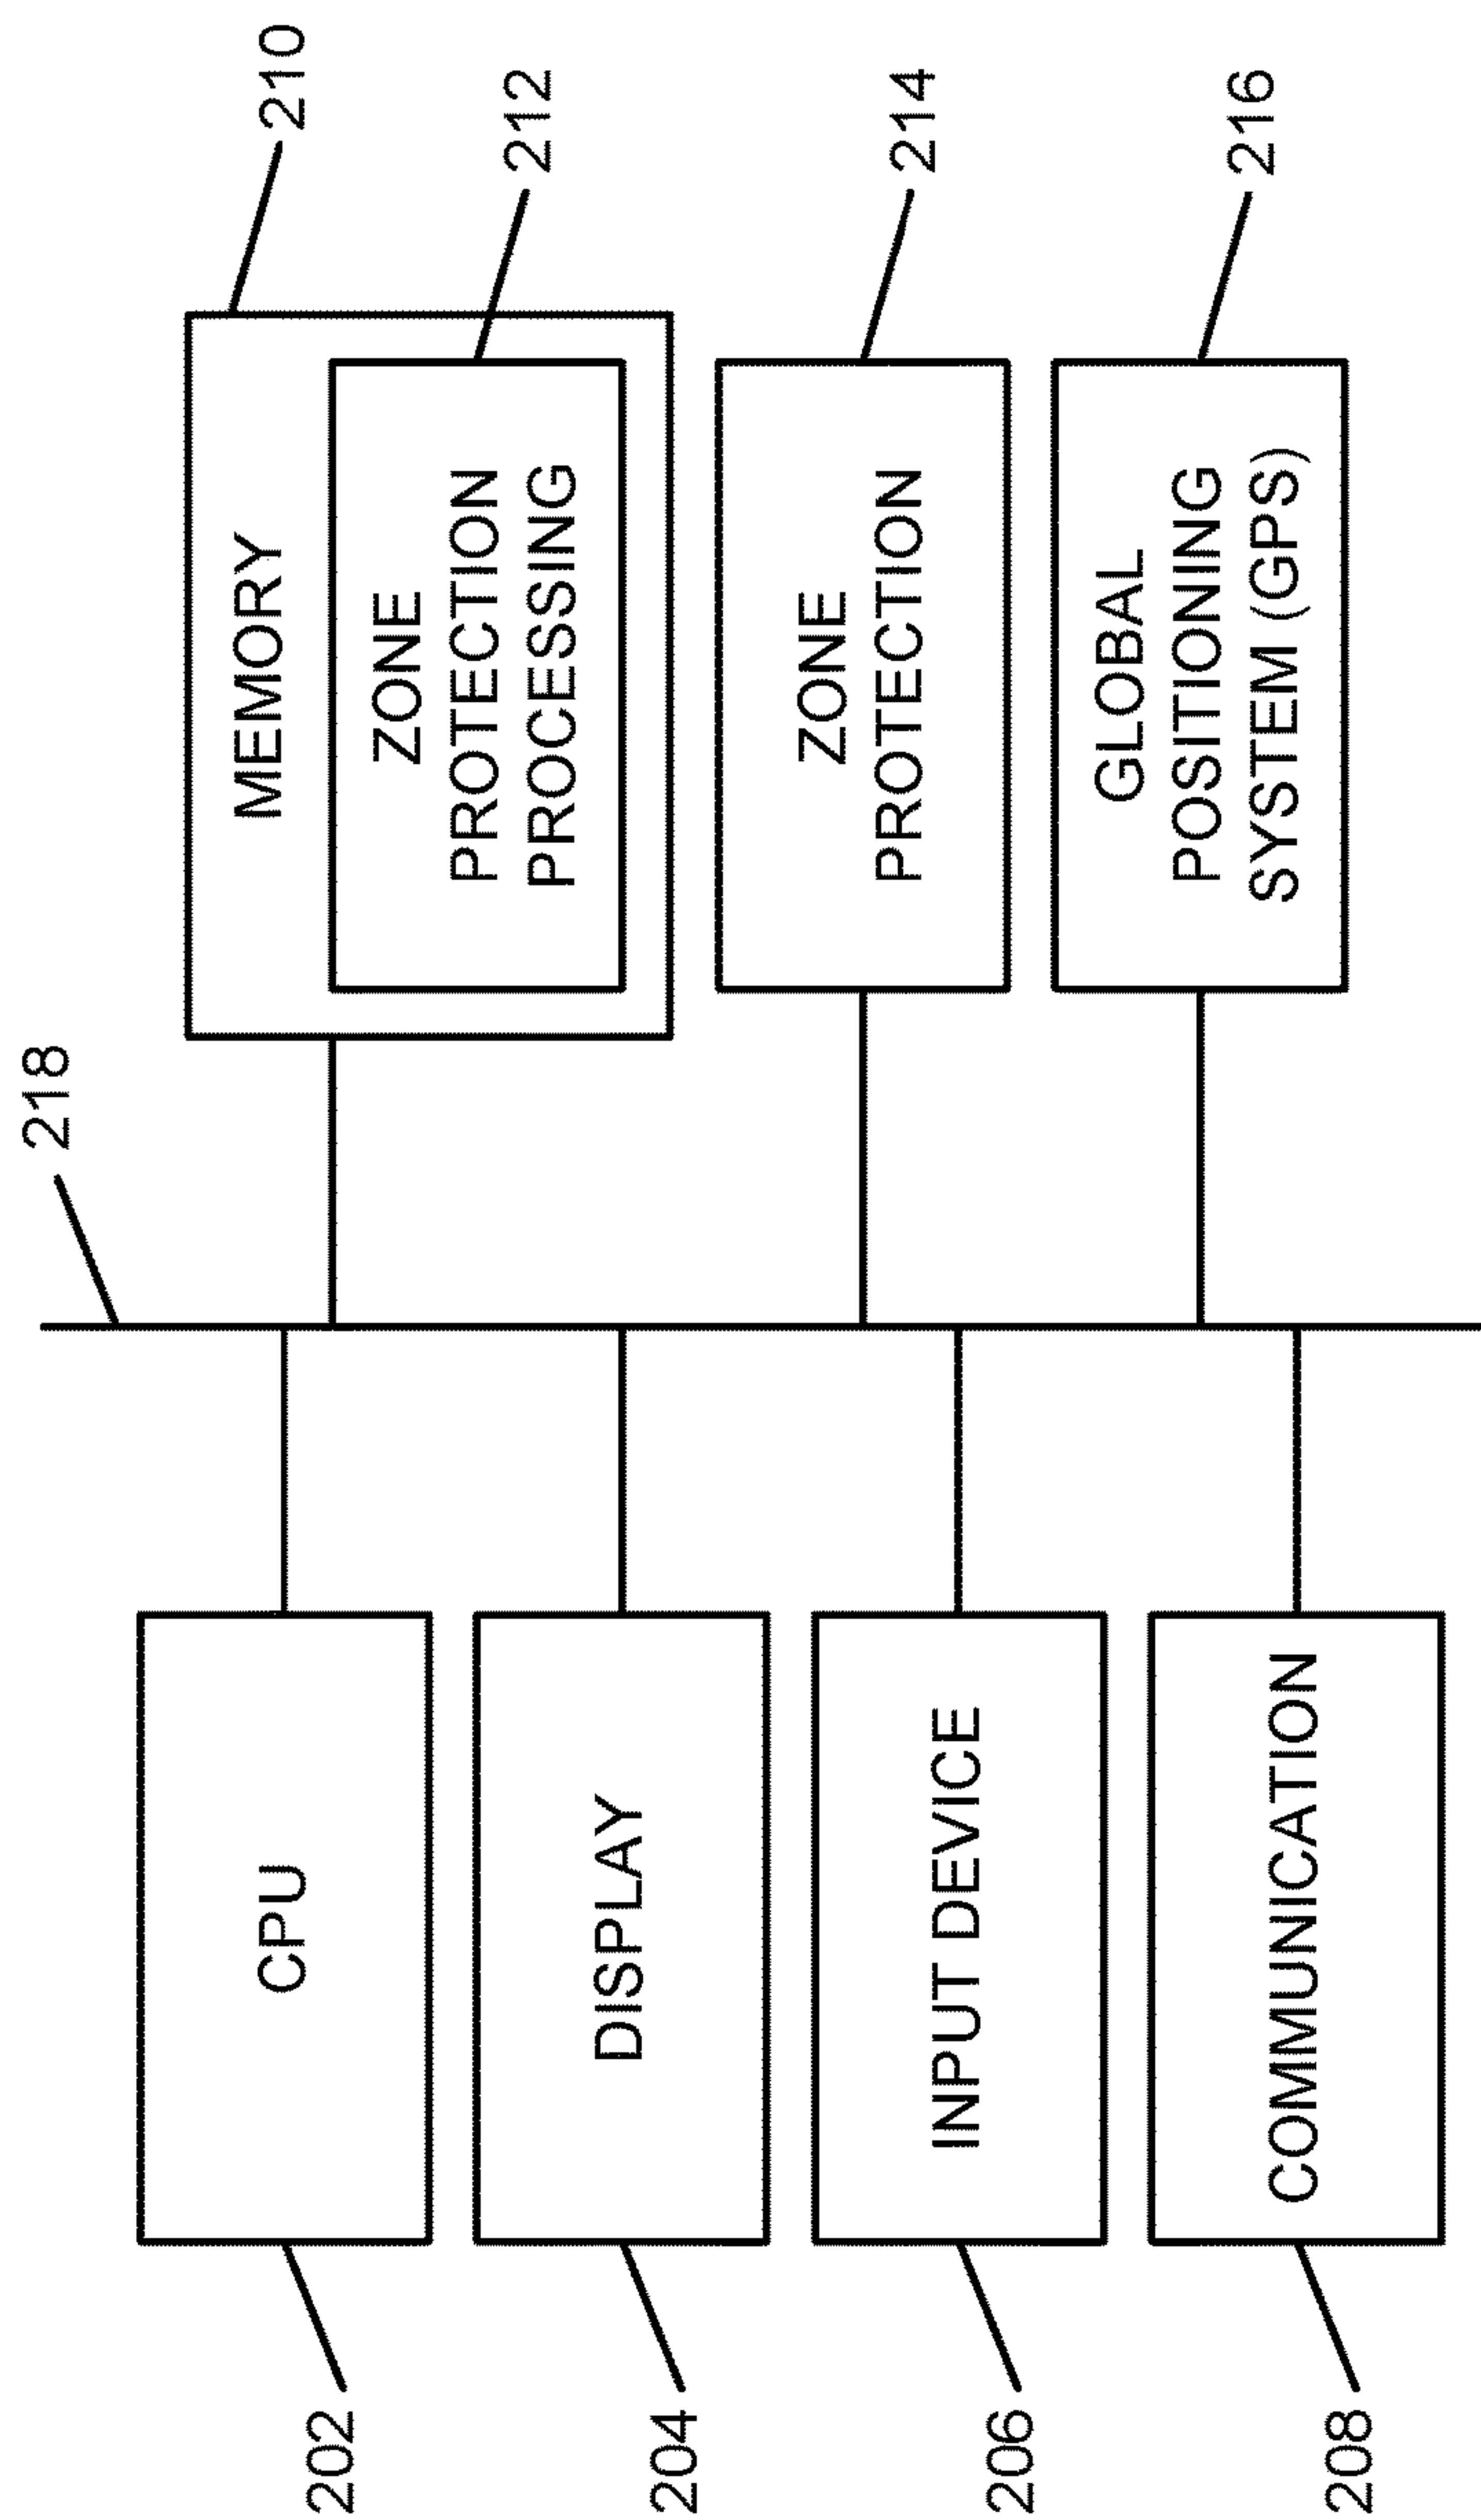 218
202
CPU
204
DISPLAY
206
INPUT DEVICE
208
COMMUNICATION
MEMORY
210
ZONE
PROTECTION
PROCESSING
212
ZONE
PROTECTION
214
GLOBAL
POSITIONING
SYSTEM (GPS)
216